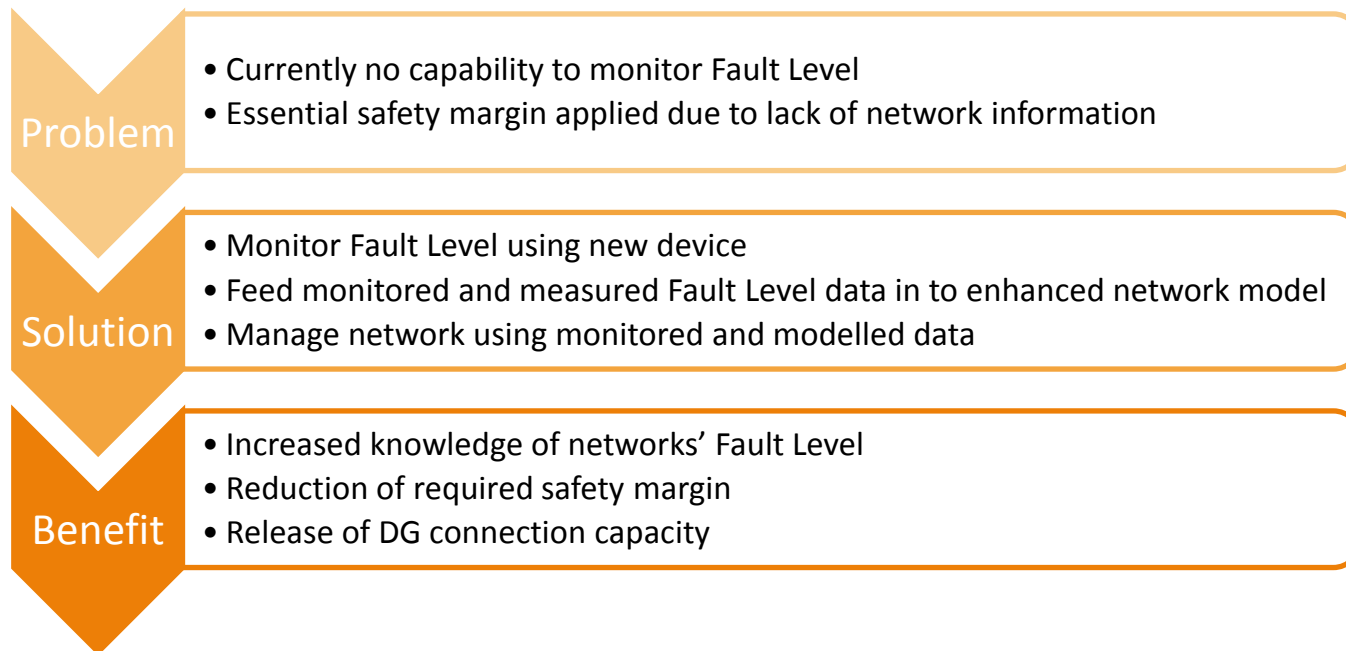 Problem
• Currently no capability to monitor Fault Level
• Essential safety margin applied due to lack of network information
Solution
• Monitor Fault Level using new device
• Feed monitored and measured Fault Level data in to enhanced network model
• Manage network using monitored and modelled data
Benefit
• Increased knowledge of networks’ Fault Level
• Reduction of required safety margin
• Release of DG connection capacity